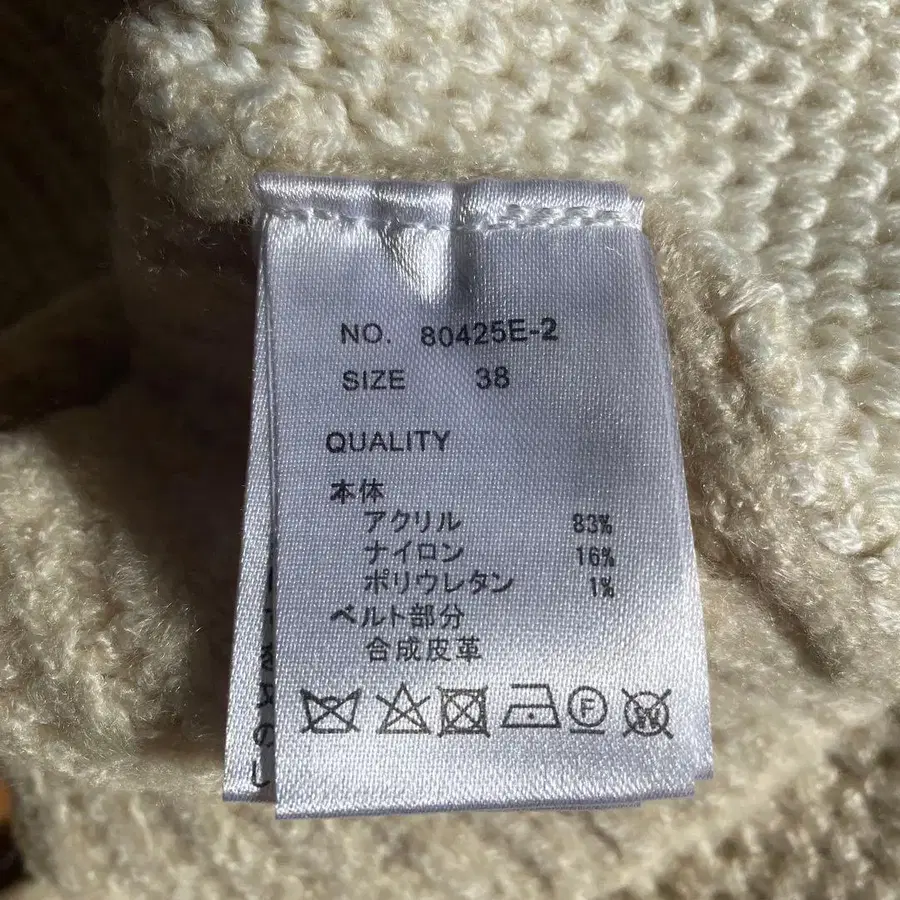 NO. 80425E-2
SIZE 38
QUALITY
本体
アクリル 83%
ナイロン 16%
ポリウレタン 1%
ベルト部分
合成皮革
F
W